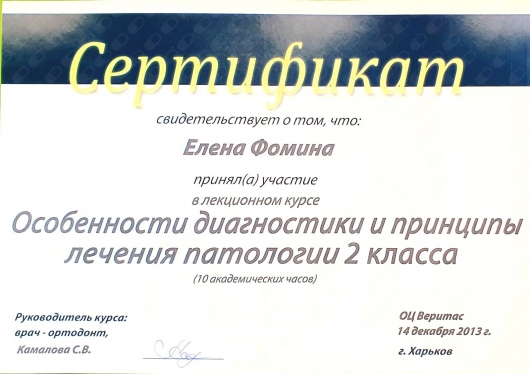 Сертификат
свидетельствует о том, что:
Елена Фомина
принял(а) участие
в лекционном курсе
Особенности диагностики и принципы
лечения патологии 2 класса
(10 академических часов)
Руководитель курса:
врач - ортодонт,
Камалова С.В.
ОЦ Веритас
14 декабря 2013 г.
г. Харьков